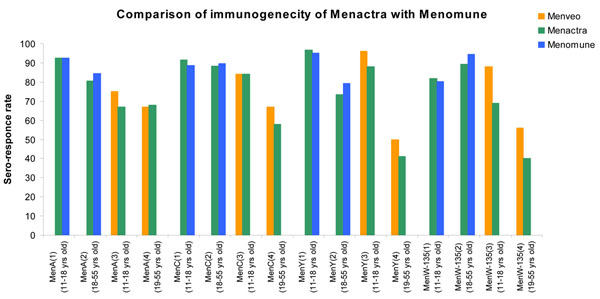 Comparison of immunogenecity of Menactra with Menomune
Menveo
Menactra
Menomune
Sero-responce rate
100
90
80
70
60
50
40
30
20
10
0
MenA(1)
(11-18 yrs old)
MenA(2)
(18-55 yrs old)
MenA(3)
(11-18 yrs old)
MenA(4)
(19-55 yrs old)
MenC(1)
(11-18 yrs old)
MenC(2)
(18-55 yrs old)
MenC(3)
(11-18 yrs old)
MenC(4)
(19-55 yrs old)
MenY(1)
(11-18 yrs old)
MenY(2)
(18-55 yrs old)
MenY(3)
(11-18 yrs old)
MenY(4)
(19-55 yrs old)
MenW-135(1)
(11-18 yrs old)
MenW-135(2)
(18-55 yrs old)
MenW-135(3)
(11-18 yrs old)
MenW-135(4)
(19-55 yrs old)